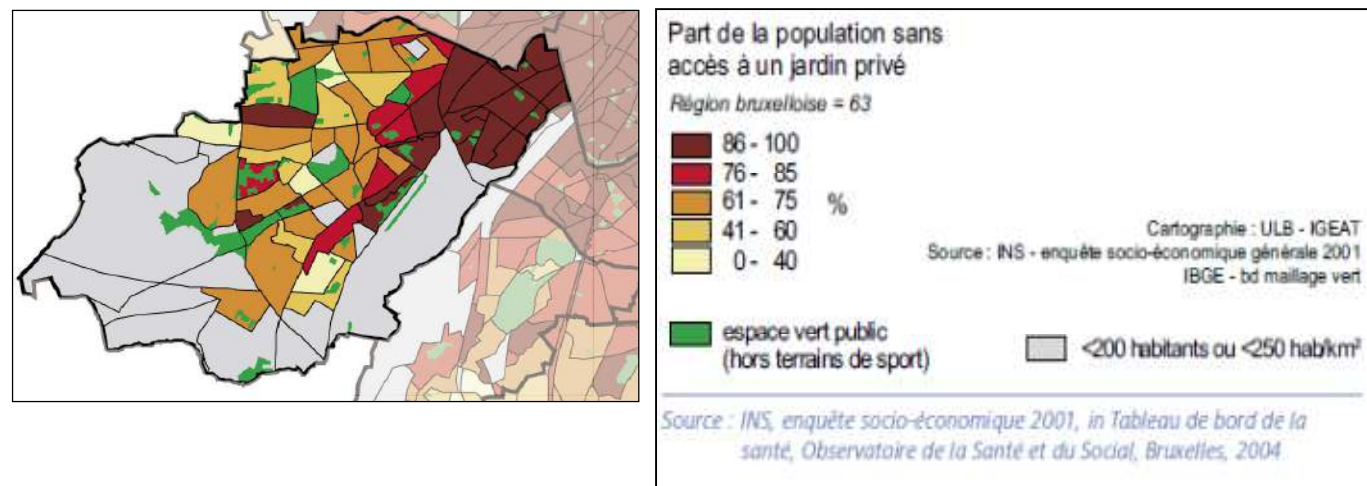 Part de la population sans
accès à un jardin privé
Région bruxelloise = 63
86 - 100
76 - 85
61 - 75 %
41 - 60
0 - 40
Cartographie : ULB - IGEAT
Source : INS - enquête socio-économique générale 2001
IBGE - bd maillage vert
espace vert public
(hors terrains de sport)
<200 habitants ou <250 hab/km²
Source : INS, enquête socio-économique 2001, in Tableau de bord de la
santé, Observatoire de la Santé et du Social, Bruxelles, 2004